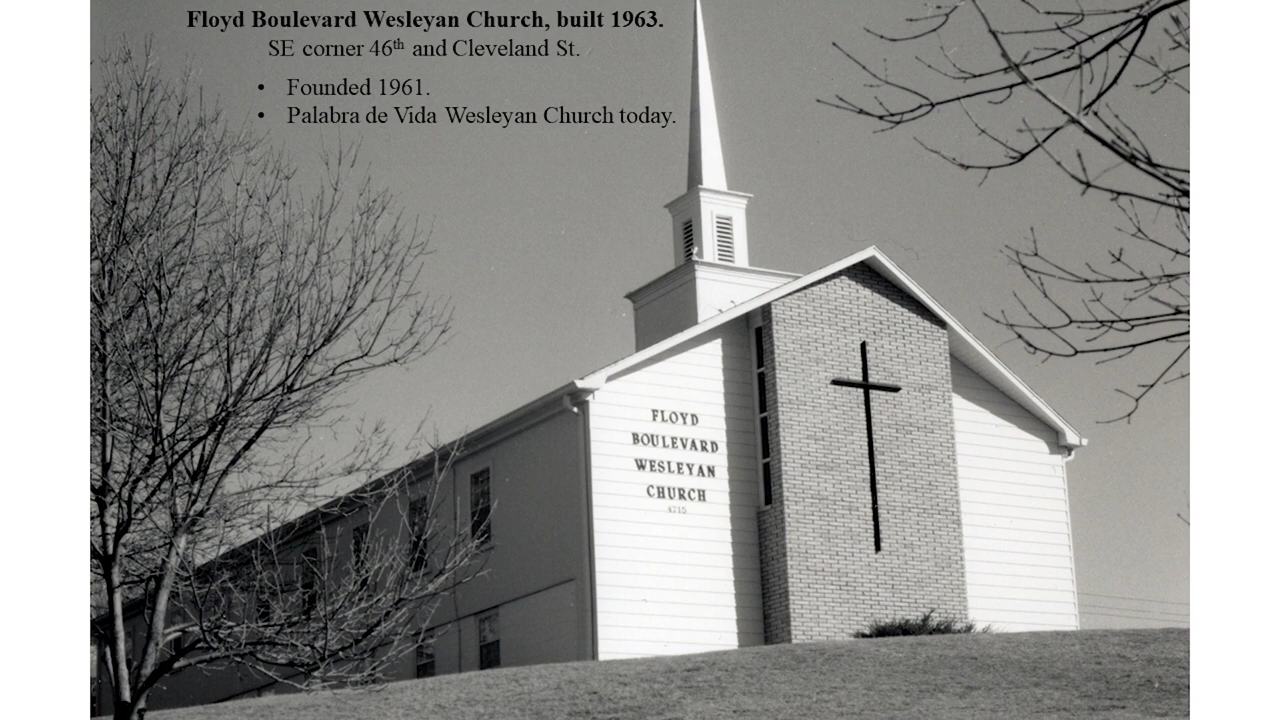 Floyd Boulevard Wesleyan Church, built 1963.
SE corner 46th and Cleveland St.
• Founded 1961.
• Palabra de Vida Wesleyan Church today.
FLOYD
BOULEVARD
WESLEYAN
CHURCH
4715